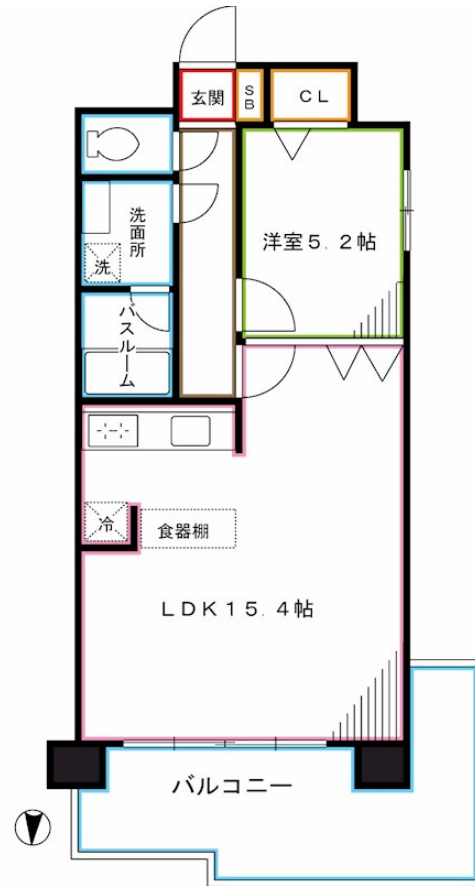 玄関
SB
CL
洗面所
洋室5.2帖
洗
バスルーム
冷
食器棚
LDK15.4帖
バルコニー